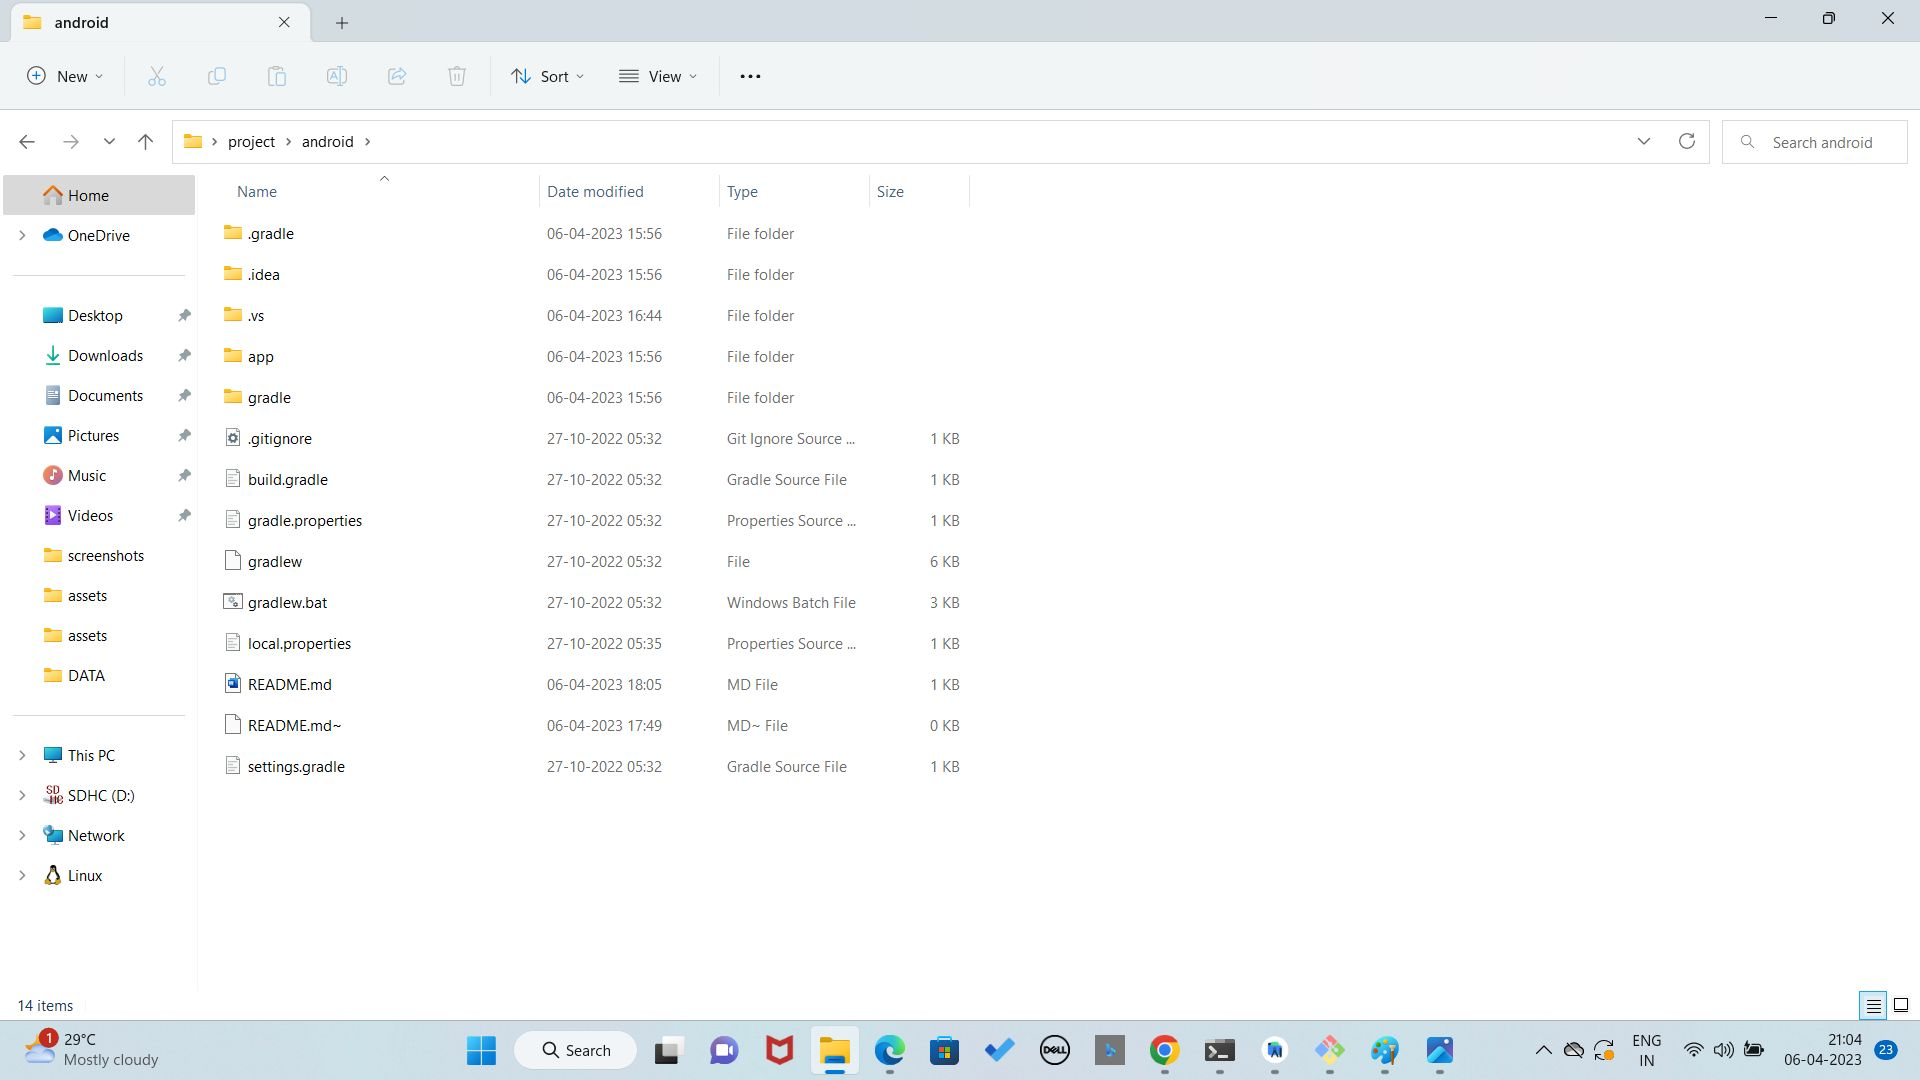 android
New
Sort
View
project
android
Search android
Name
Date modified
Type
Size
Home
OneDrive
Desktop
Downloads
Documents
Pictures
Music
Videos
screenshots
assets
assets
DATA
This PC
SDHC (D:)
Network
Linux
.gradle 06-04-2023 15:56 File folder
.idea 06-04-2023 15:56 File folder
.vs 06-04-2023 16:44 File folder
app 06-04-2023 15:56 File folder
gradle 06-04-2023 15:56 File folder
.gitignore 27-10-2022 05:32 Git Ignore Source ... 1 KB
build.gradle 27-10-2022 05:32 Gradle Source File 1 KB
gradle.properties 27-10-2022 05:32 Properties Source ... 1 KB
gradlew 27-10-2022 05:32 File 6 KB
gradlew.bat 27-10-2022 05:32 Windows Batch File 3 KB
local.properties 27-10-2022 05:35 Properties Source ... 1 KB
README.md 06-04-2023 18:05 MD File 1 KB
README.md~ 06-04-2023 17:49 MD~ File 0 KB
settings.gradle 27-10-2022 05:32 Gradle Source File 1 KB
14 items
1
29°C
Mostly cloudy
Search
DELL
ENG
IN
21:04
06-04-2023
23